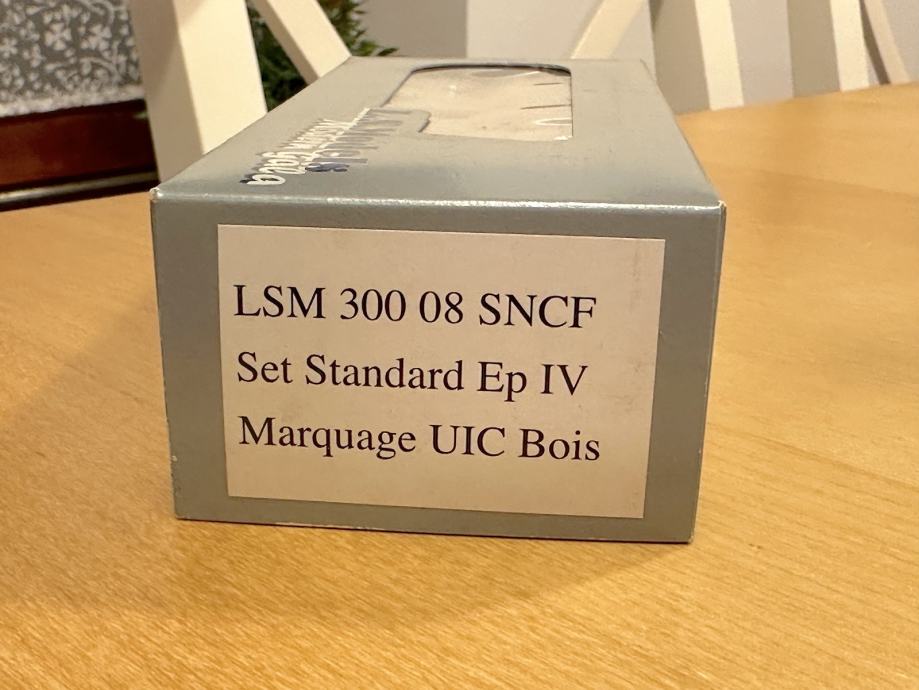 LSM 300 08 SNCF
Set Standard Ep IV
Marquage UIC Bois